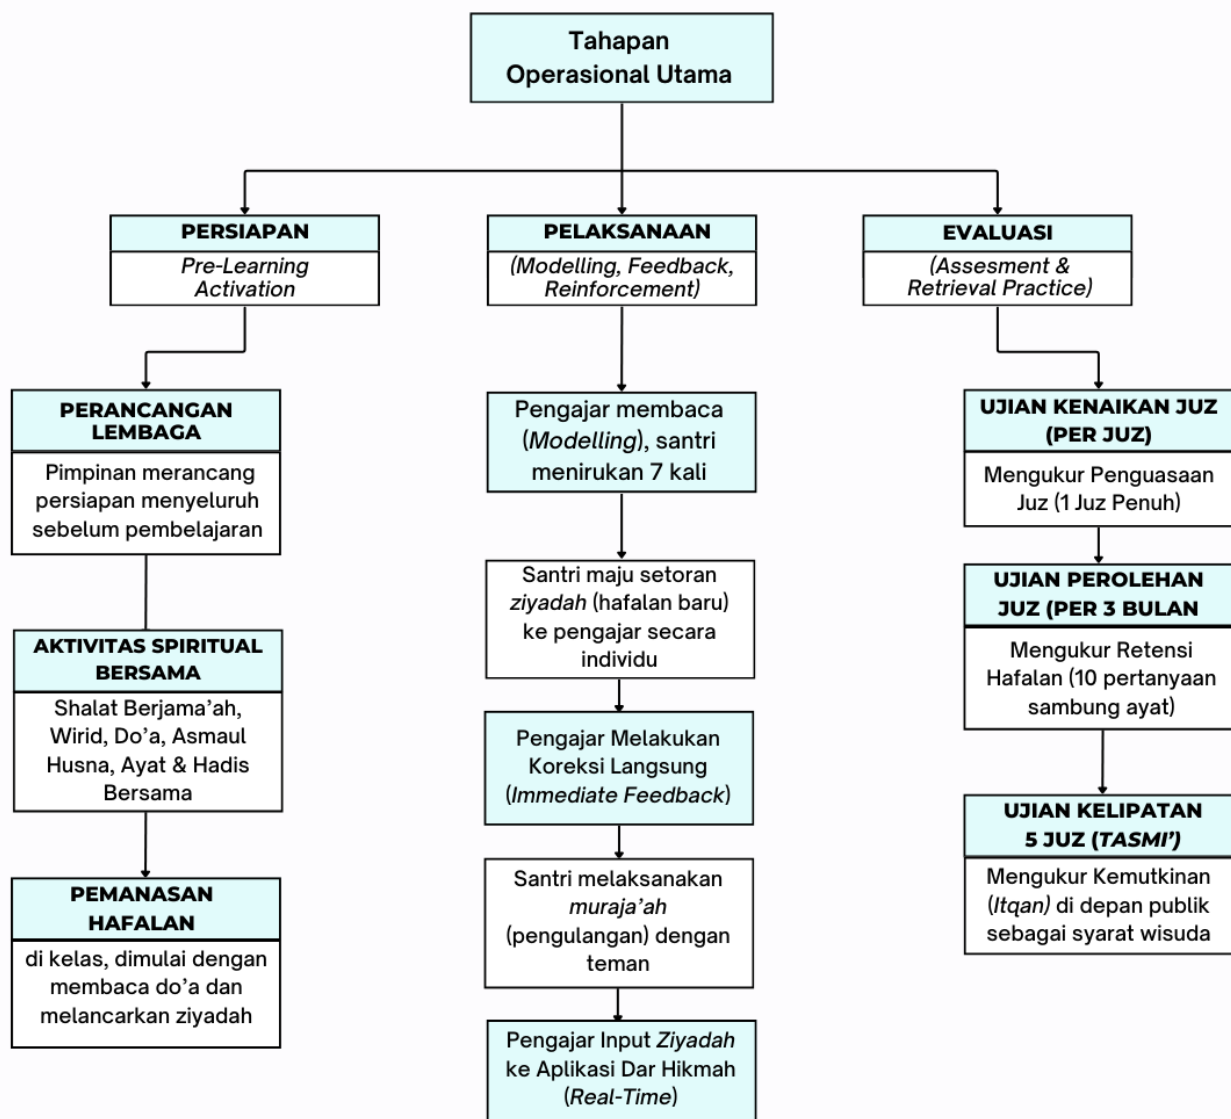 Tahapan
Operasional Utama
PERSIAPAN
Pre-Learning
Activation
PERANCANGAN
LEMBAGA
Pimpinan merancang
persiapan menyeluruh
sebelum pembelajaran
AKTIVITAS SPIRITUAL
BERSAMA
Shalat Berjama’ah,
Wirid, Do’a, Asmaul
Husna, Ayat & Hadis
Bersama
PEMANASAN
HAFALAN
di kelas, dimulai dengan
membaca do’a dan
melancarkan ziyadah
PELAKSANAAN
(Modelling, Feedback,
Reinforcement)
Pengajar membaca
(Modelling), santri
menirukan 7 kali
Santri maju setoran
ziyadah (hafalan baru)
ke pengajar secara
individu
Pengajar Melakukan
Koreksi Langsung
(Immediate Feedback)
Santri melaksanakan
muraja’ah
(pengulangan) dengan
teman
Pengajar Input Ziyadah
ke Aplikasi Dar Hikmah
(Real-Time)
EVALUASI
(Assesment &
Retrieval Practice)
UJIAN KENAIKAN JUZ
(PER JUZ)
Mengukur Penguasaan
Juz (1 Juz Penuh)
UJIAN PEROLEHAN
JUZ (PER 3 BULAN
Mengukur Retensi
Hafalan (10 pertanyaan
sambung ayat)
UJIAN KELIPATAN
5 JUZ (TASMI’)
Mengukur Kemutkinan
(Itqan) di depan publik
sebagai syarat wisuda